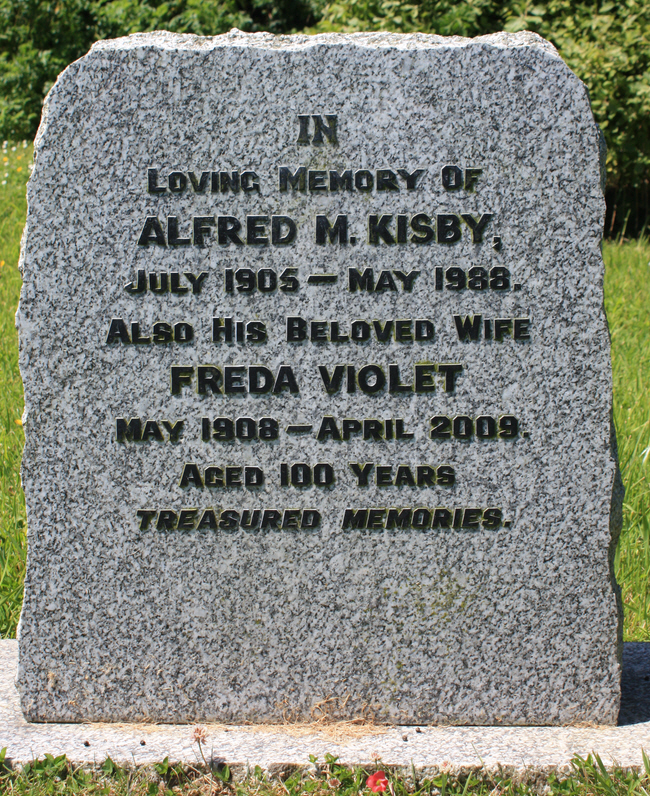 IN
LOVING MEMORY OF
ALFRED M. KISBY,
JULY 1905 — MAY 1988.
ALSO HIS BELOVED WIFE
FREDA VIOLET
MAY 1908 — APRIL 2009.
AGED 100 YEARS
TREASURED MEMORIES.